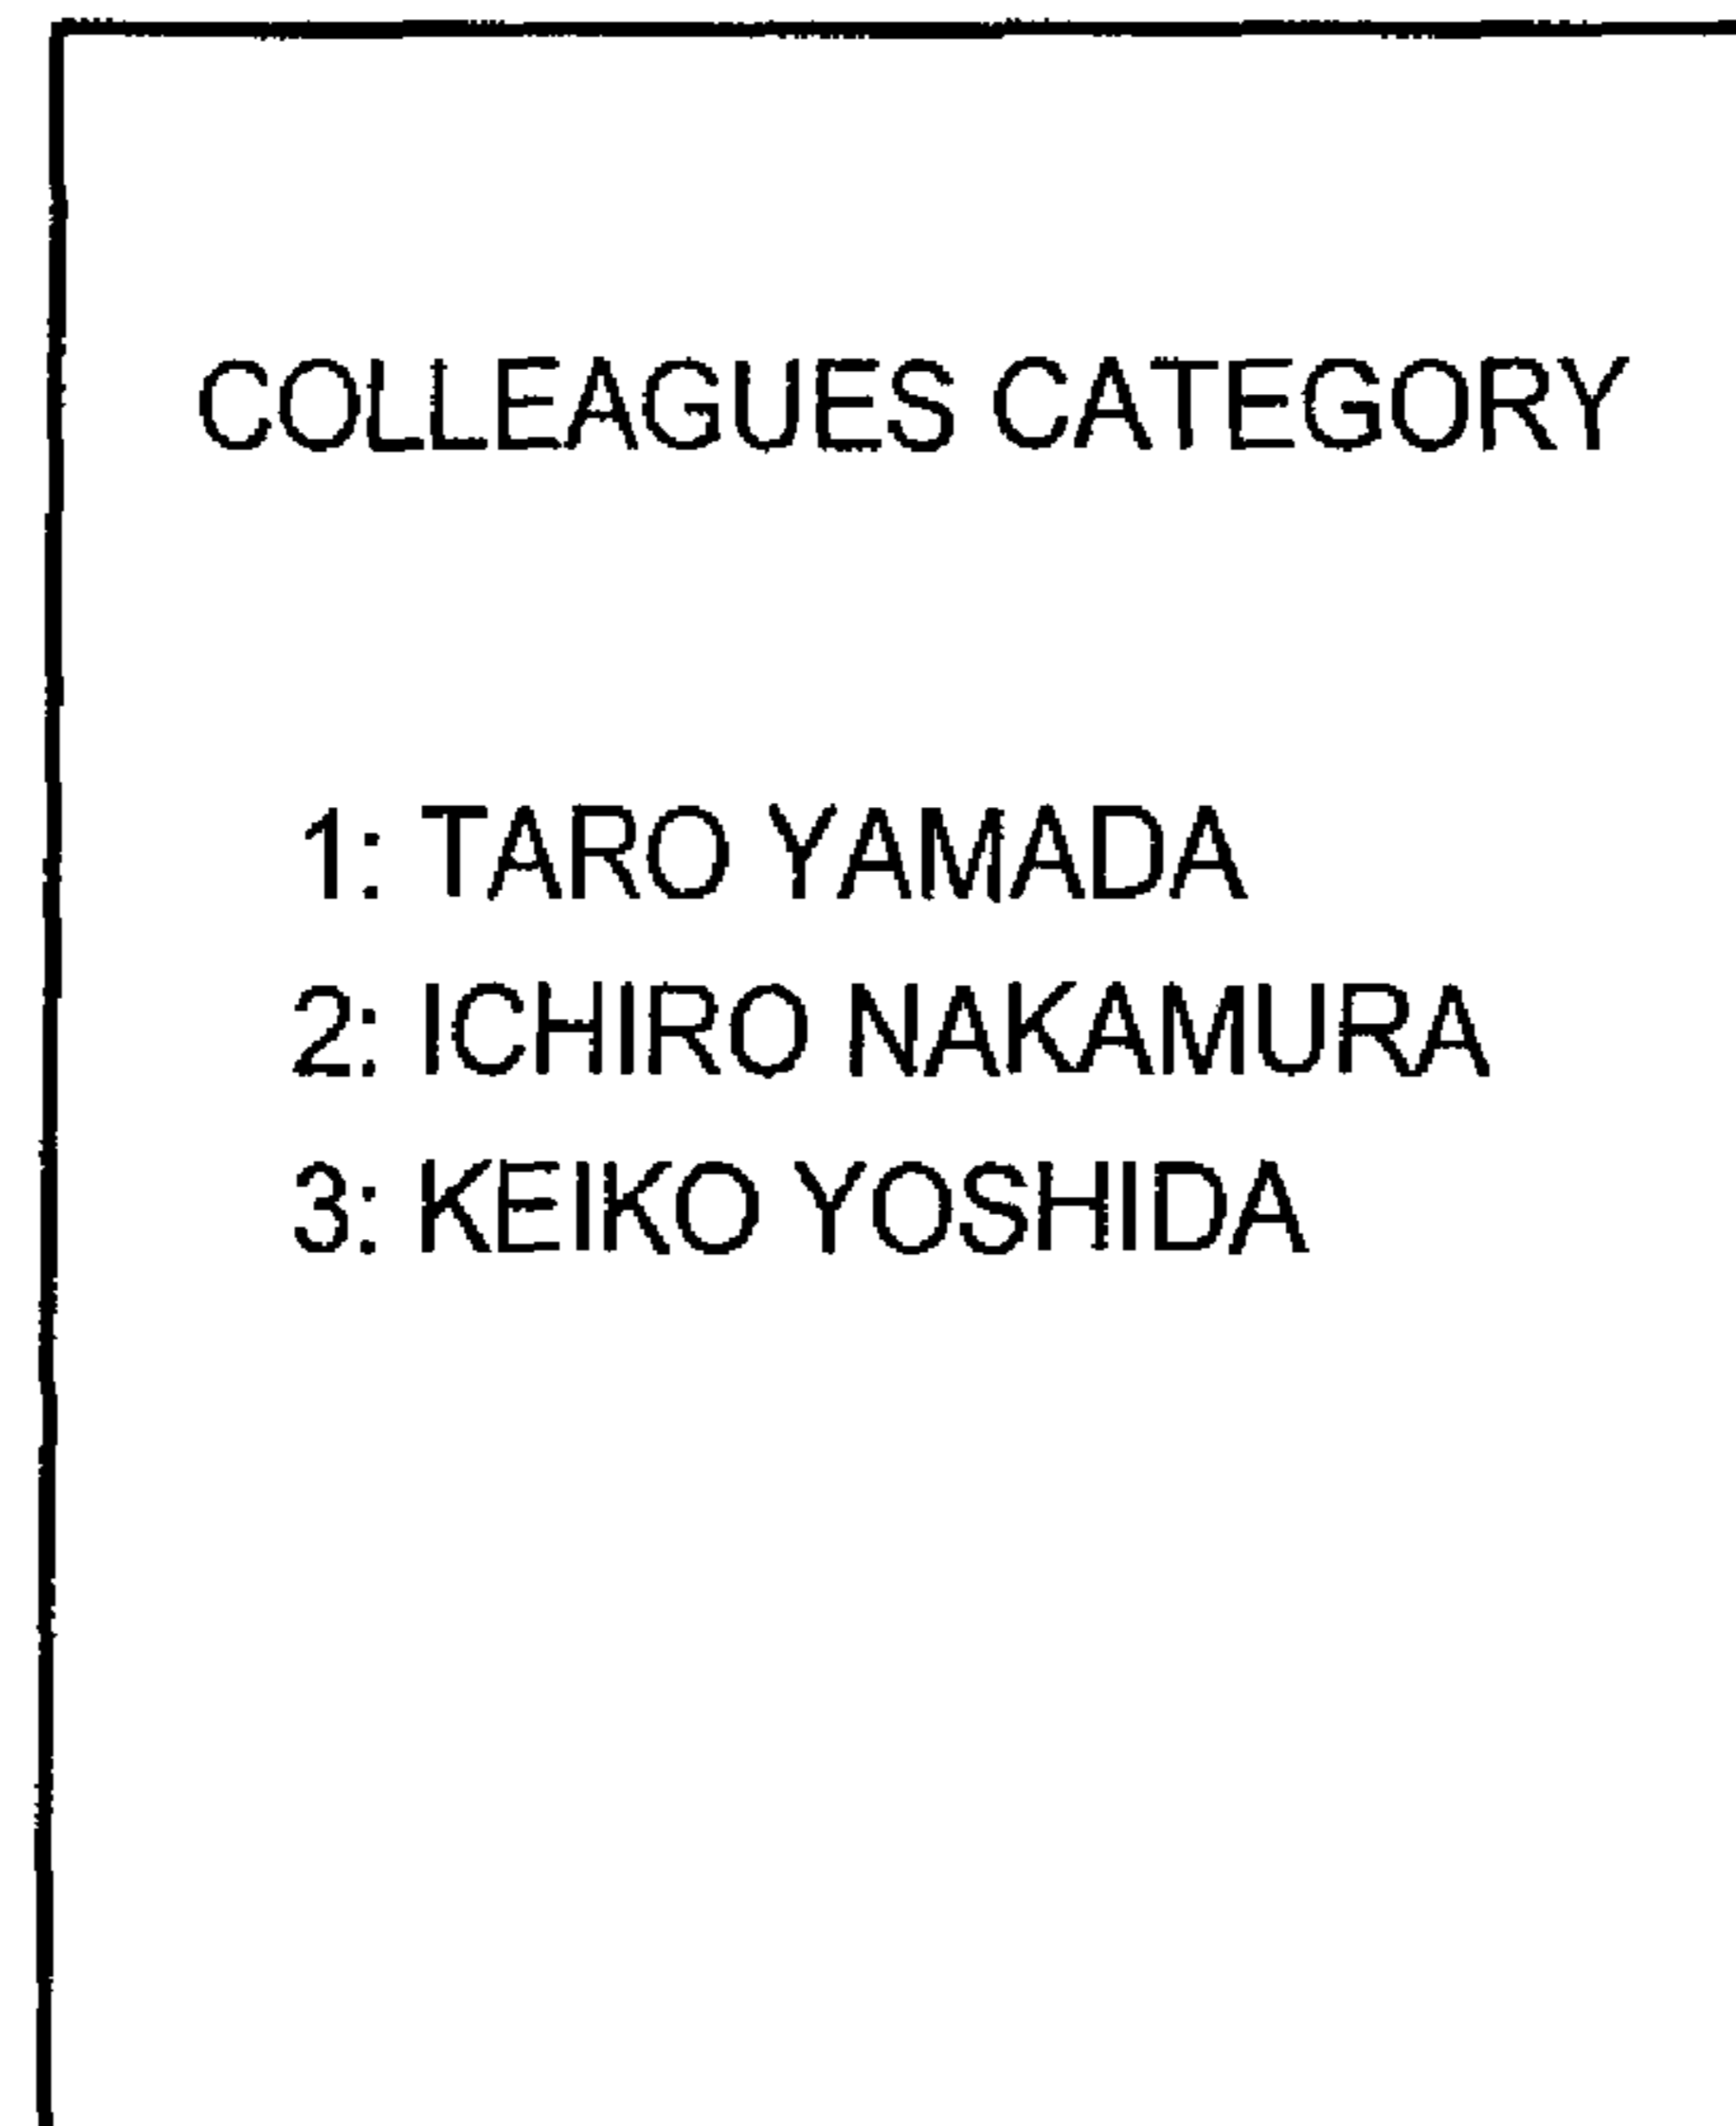 COLLEAGUES CATEGORY
1: TARO YAMADA
2: ICHIRO NAKAMURA
3: KEIKO YOSHIDA